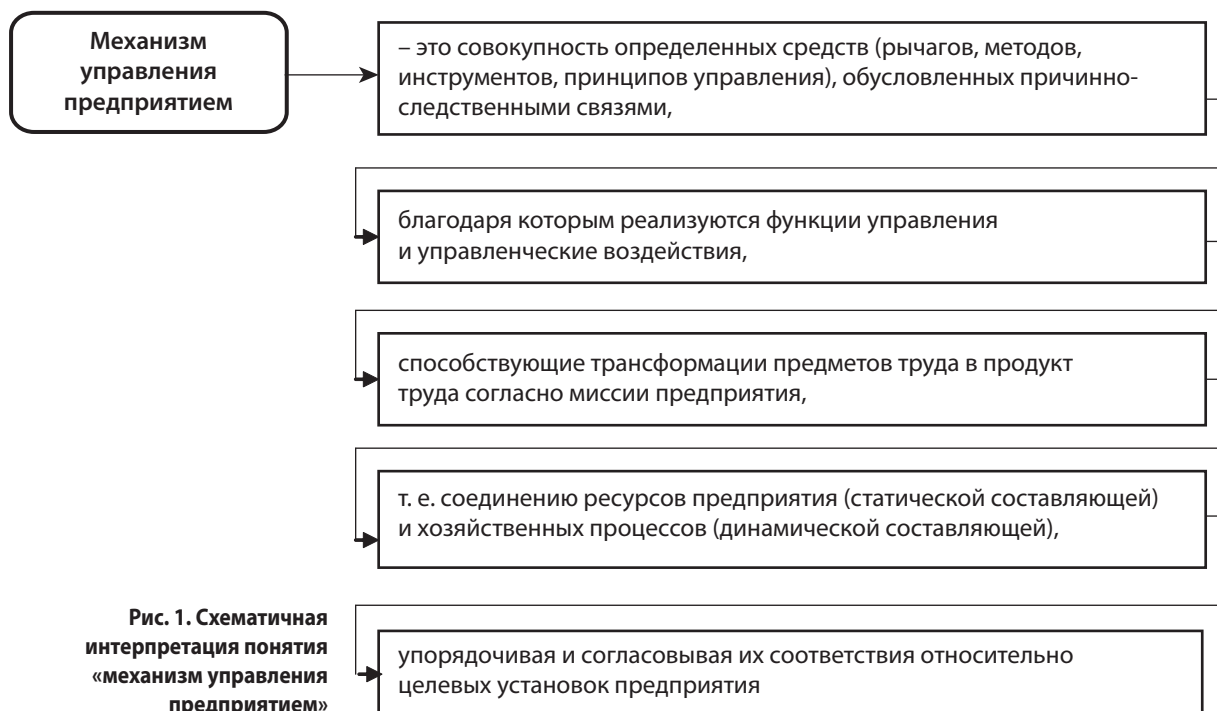 Механизм
управления
предприятием
– это совокупность определенных средств (рычагов, методов,
инструментов, принципов управления), обусловленных причинно-
следственными связями,
благодаря которым реализуются функции управления
и управленческие воздействия,
способствующие трансформации предметов труда в продукт
труда согласно миссии предприятия,
т. е. соединению ресурсов предприятия (статической составляющей)
и хозяйственных процессов (динамической составляющей),
упорядочивая и согласовывая их соответствия относительно
целевых установок предприятия
Рис. 1. Схематичная
интерпретация понятия
«механизм управления
предприятием»